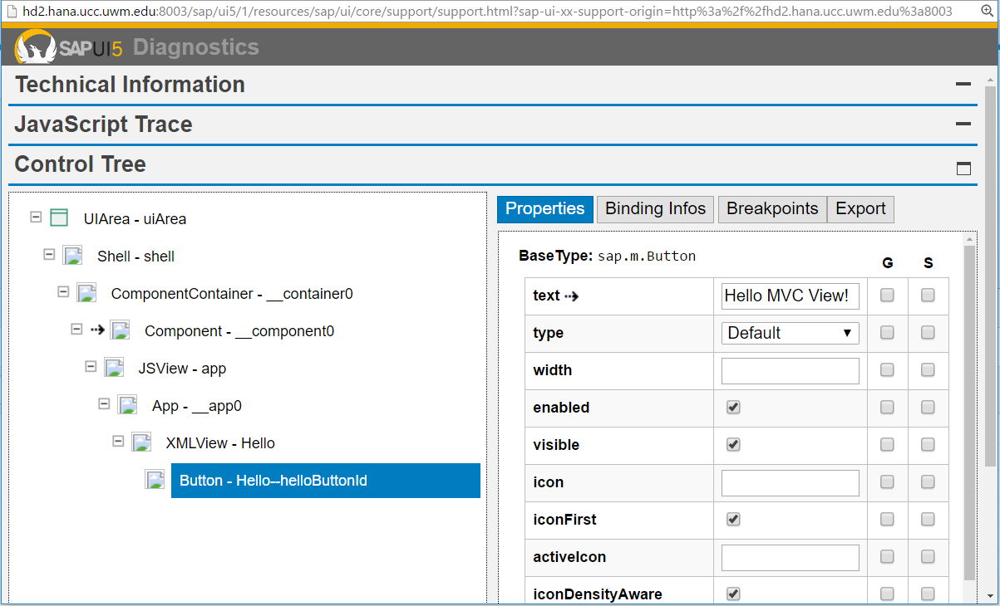 hd2.hana.ucc.uwm.edu:8003/sap/ui5/1/resources/sap/ui/core/support/support.html?sap-ui-xx-support-origin=http%3a%2f%2fhd2.hana.ucc.uwm.edu%3a8003
SAPUI5 Diagnostics
Technical Information
JavaScript Trace
Control Tree
UIArea - uiArea
Shell - shell
ComponentContainer - __container0
Component - __component0
JSView - app
App - __app0
XMLView - Hello
Button - Hello--helloButtonId
Properties Binding Infos Breakpoints Export
BaseType: sap.m.Button
G S
text Hello MVC View!
type Default
width
enabled
visible
icon
iconFirst
activeIcon
iconDensityAware